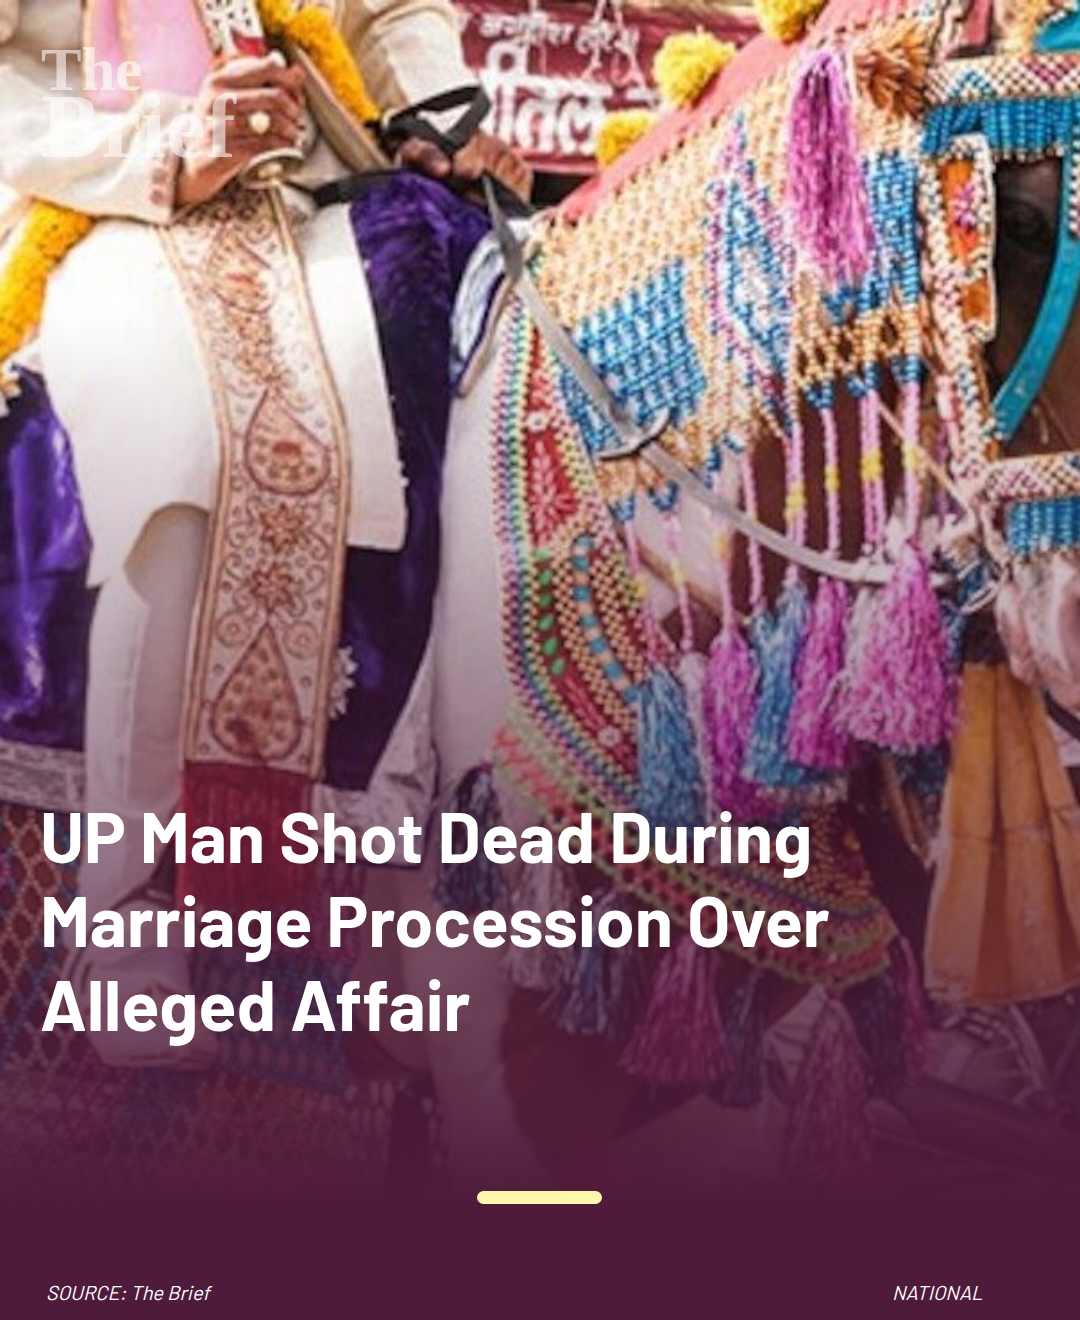 The
Brief
UP Man Shot Dead During
Marriage Procession Over
Alleged Affair
SOURCE: The Brief
NATIONAL